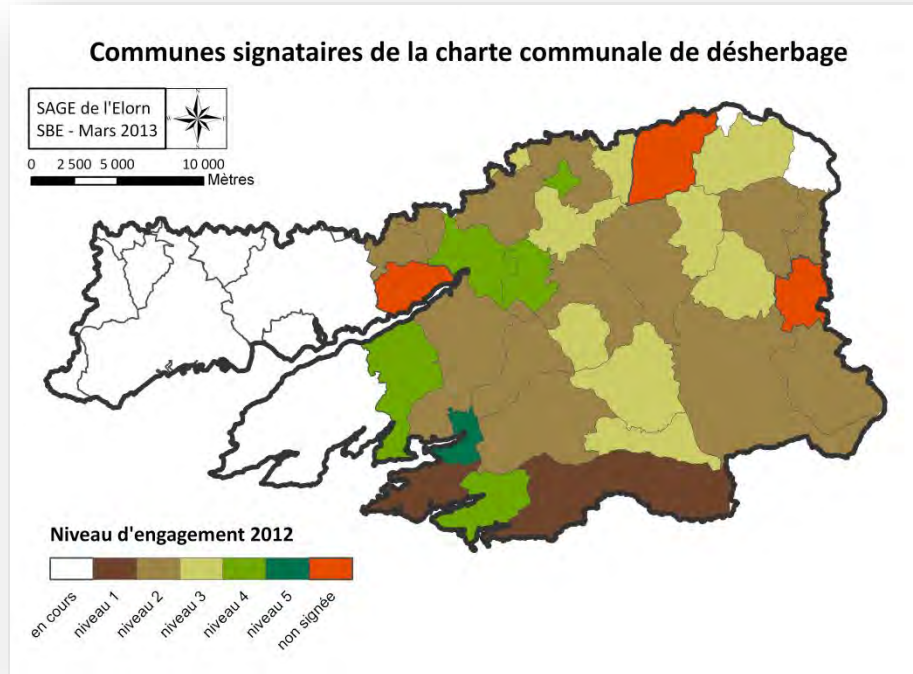 Communes signataires de la charte communale de désherbage
SAGE de l'Elorn
SBE - Mars 2013
0 2 500 5 000 10 000
Mètres
Niveau d'engagement 2012
en cours
niveau 1
niveau 2
niveau 3
niveau 4
niveau 5
non signée